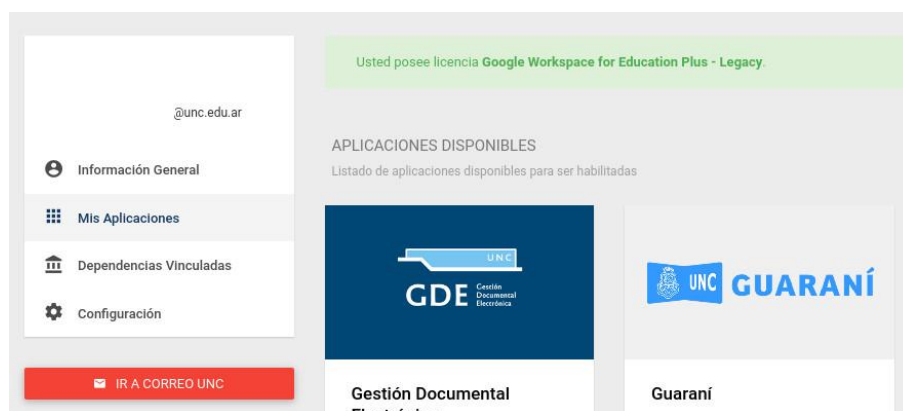 Usted posee licencia Google Workspace for Education Plus - Legacy.
@unc.edu.ar
Información General
Mis Aplicaciones
Dependencias Vinculadas
Configuración
IR A CORREO UNC
APLICACIONES DISPONIBLES
Listado de aplicaciones disponibles para ser habilitadas
UNC
GDE
Gestión
Documental
Electrónica
Gestión Documental
Electrónica
UNC GUARANÍ
Guaraní